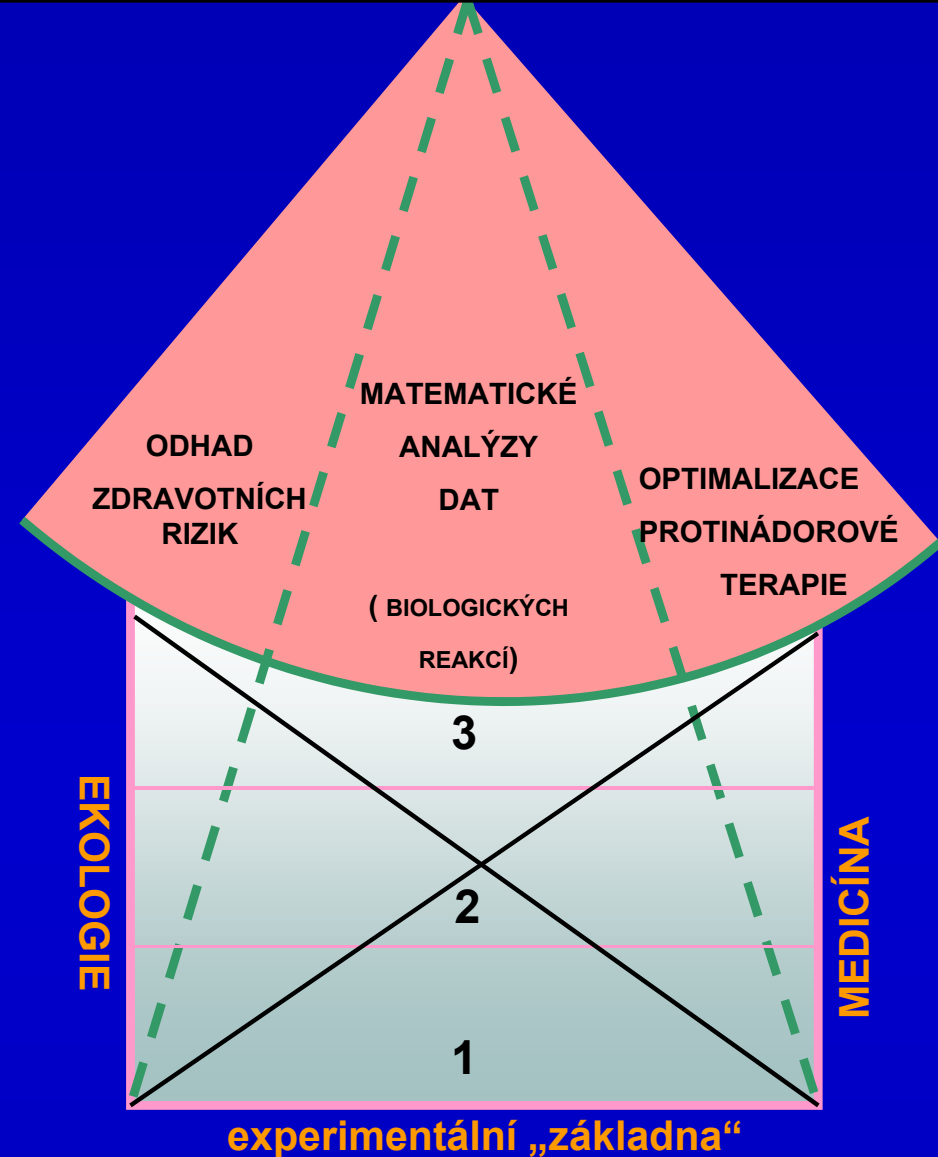 ODHAD
ZDRAVOTNÍCH
RIZIK
MATEMATICKÉ
ANALÝZY
DAT
( BIOLOGICKÝCH
REAKCÍ)
OPTIMALIZACE
PROTINÁDOROVÉ
TERAPIE
3
2
1
EKOLOGIE
MEDICÍNA
experimentální „základna“